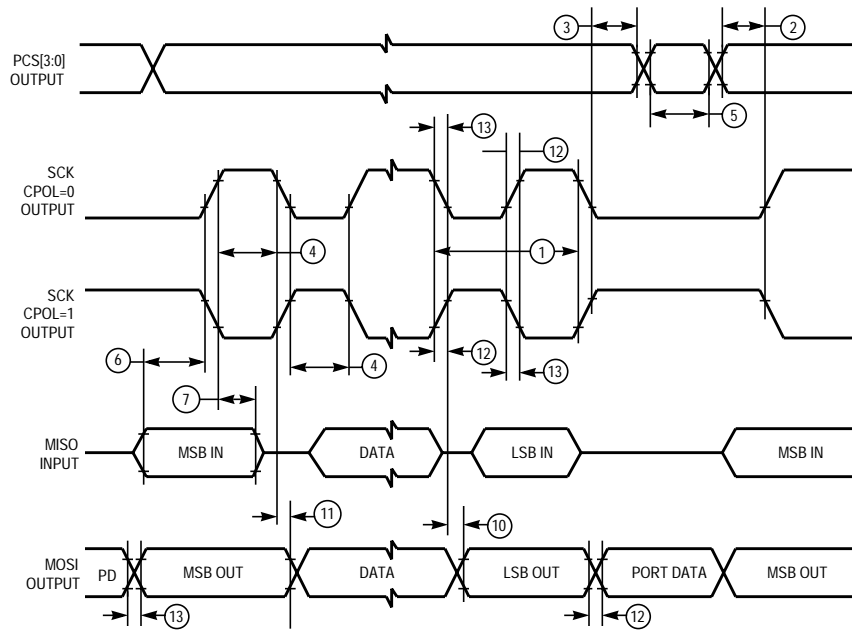 3
2
PCS[3:0]
OUTPUT
5
13
12
SCK
CPOL=0
OUTPUT
4
1
SCK
CPOL=1
OUTPUT
6
4
12
13
7
MISO
INPUT
MSB IN
DATA
LSB IN
MSB IN
11
10
MOSI
OUTPUT
PD
MSB OUT
DATA
LSB OUT
PORT DATA
MSB OUT
13
12